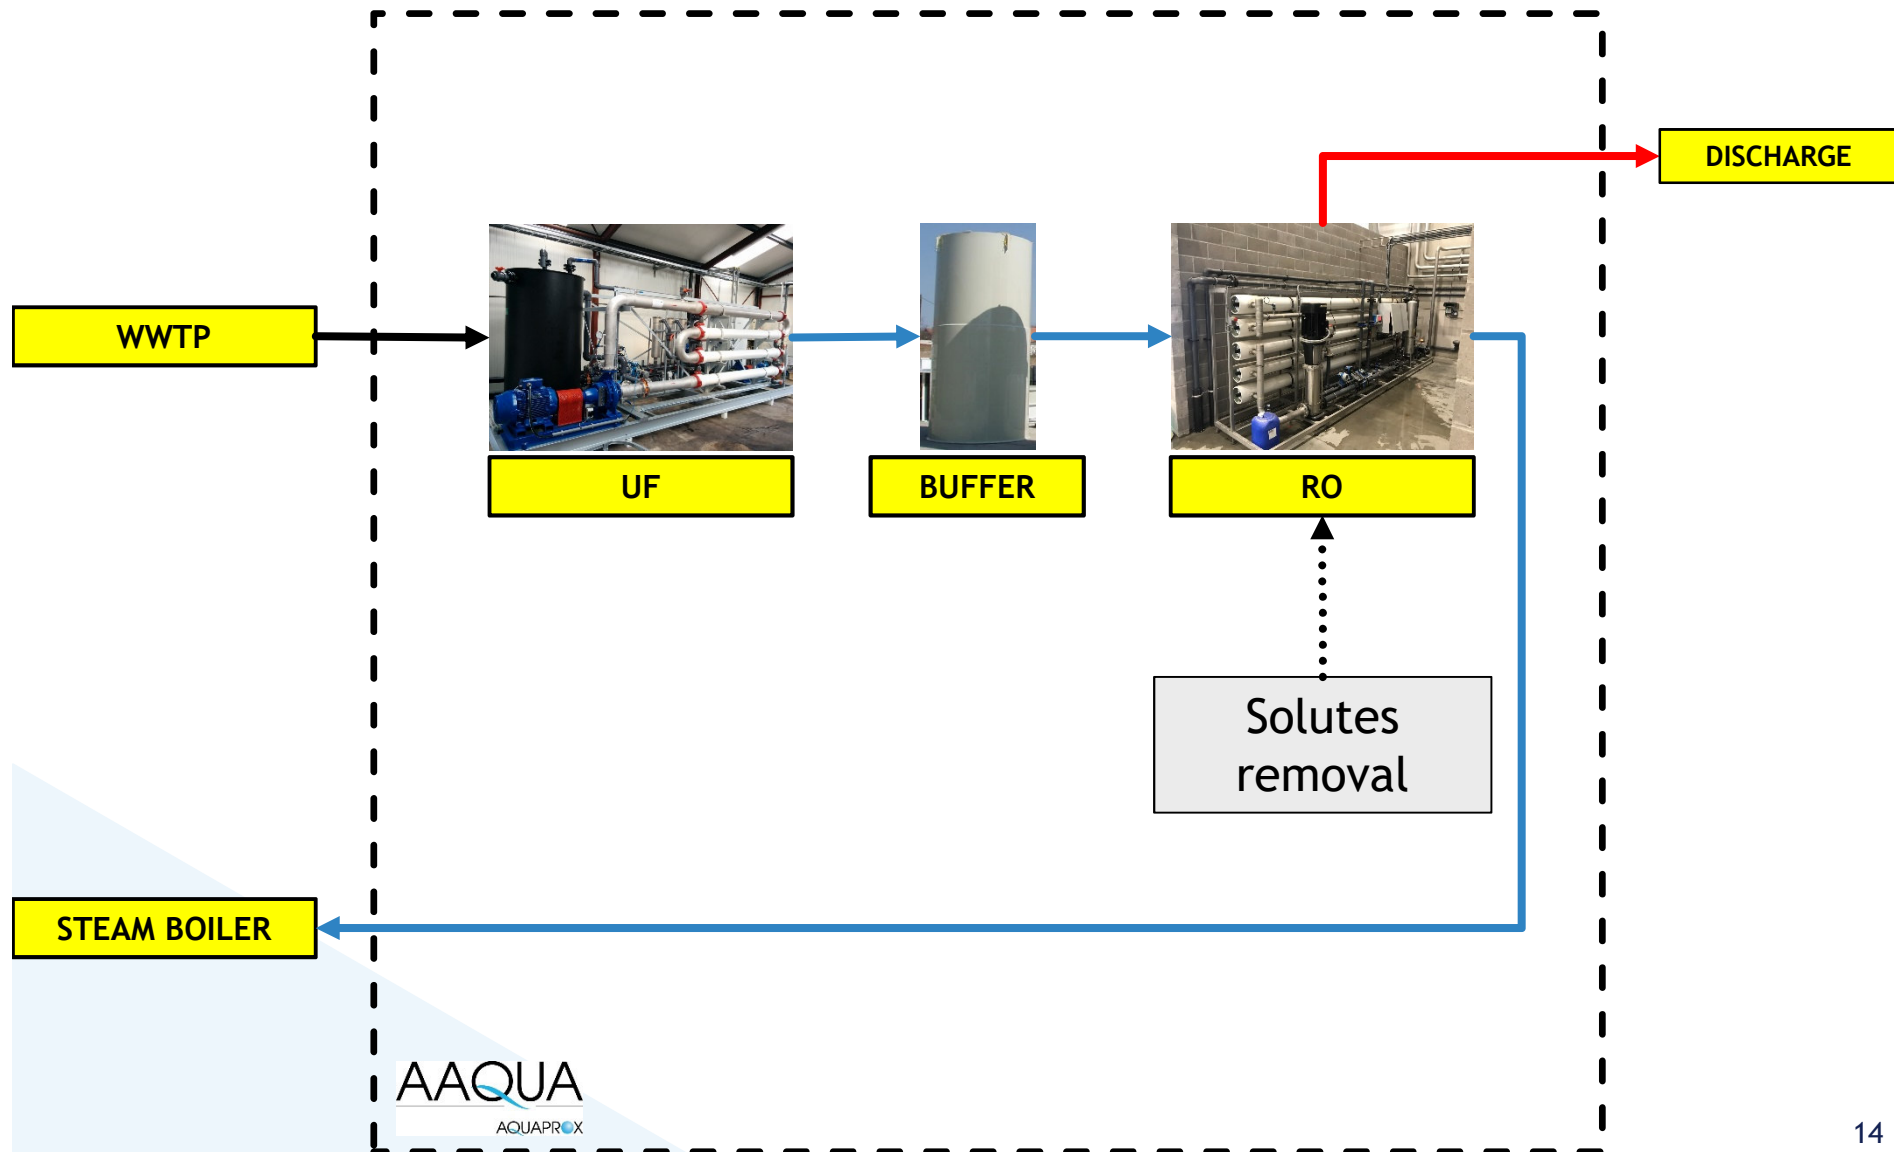 DISCHARGE
WWTP
UF
BUFFER
RO
Solutes
removal
STEAM BOILER
AAQUA
AQUAPROX
14